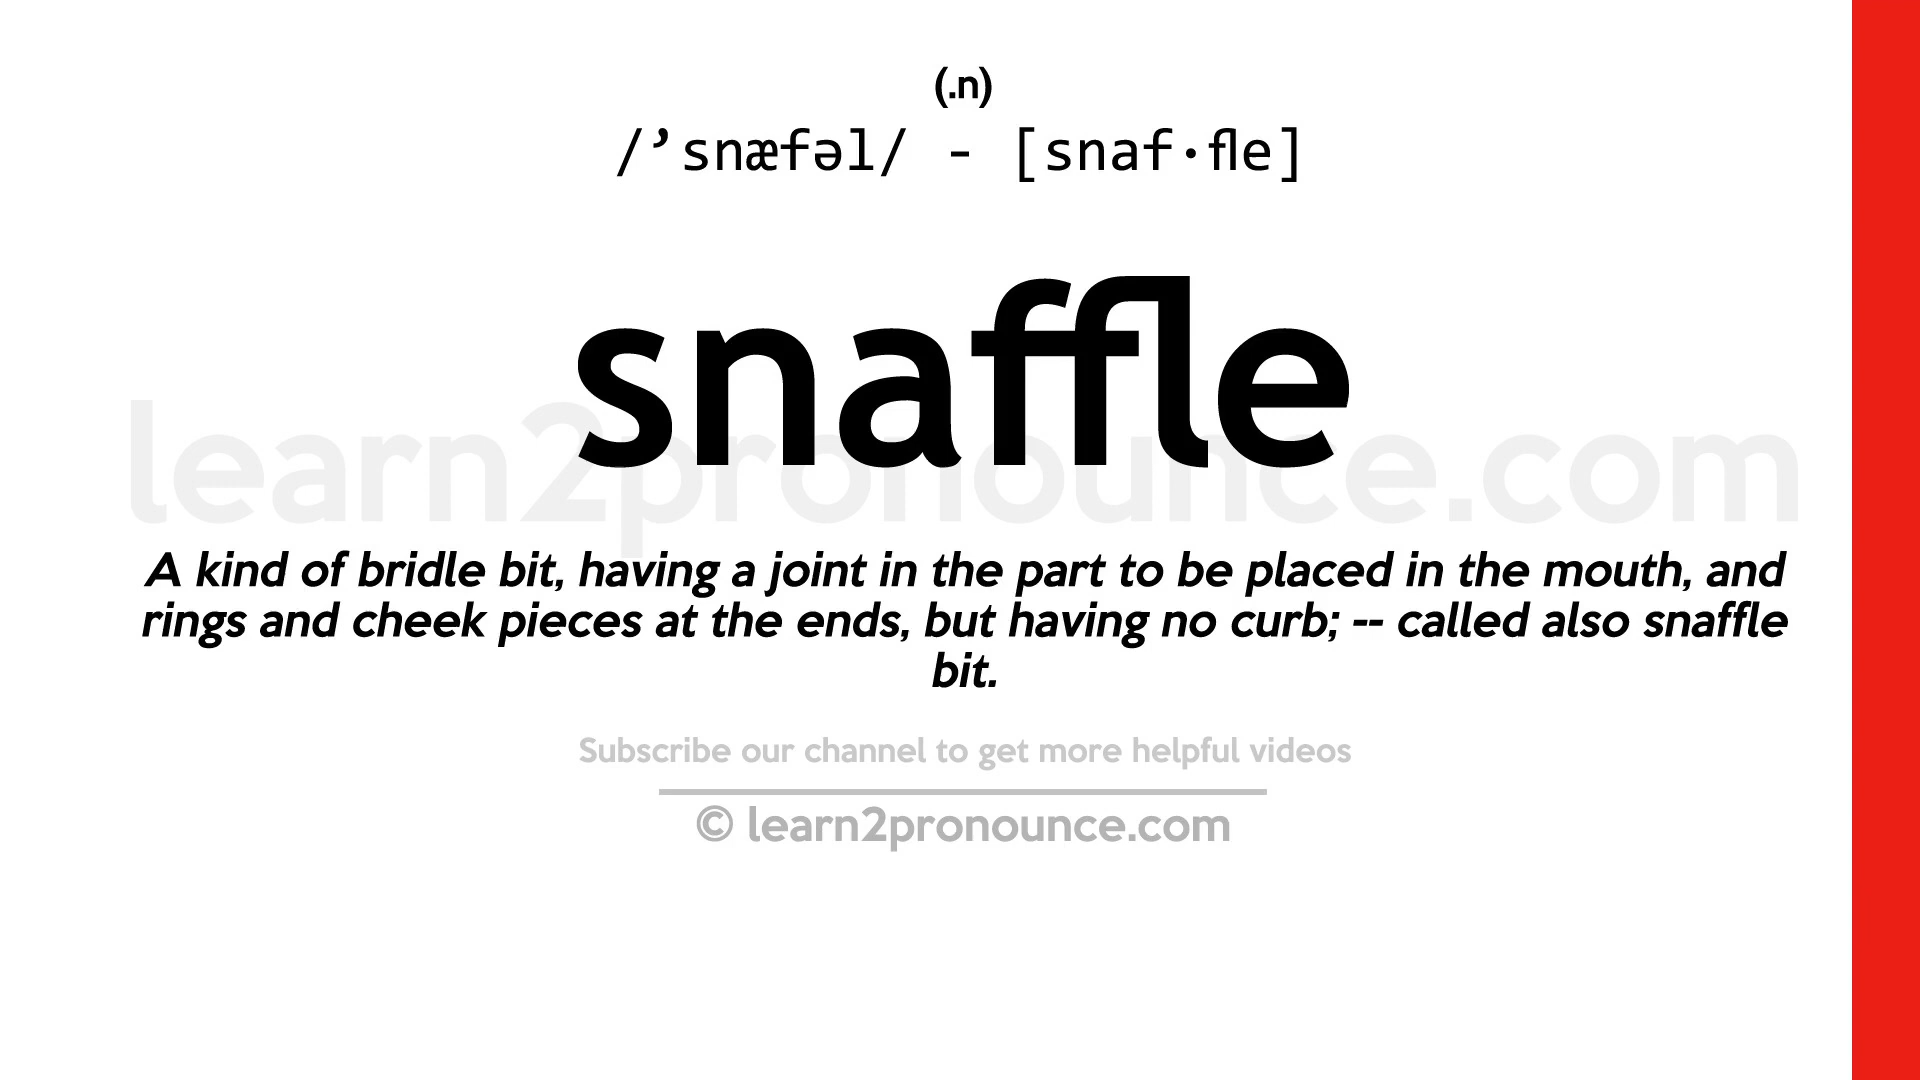 (.n)
/’snæfəl/ - [snaf·fle]
snaffle
learn2pronounce.com
A kind of bridle bit, having a joint in the part to be placed in the mouth, and
rings and cheek pieces at the ends, but having no curb; -- called also snaffle
bit.
Subscribe our channel to get more helpful videos
© learn2pronounce.com